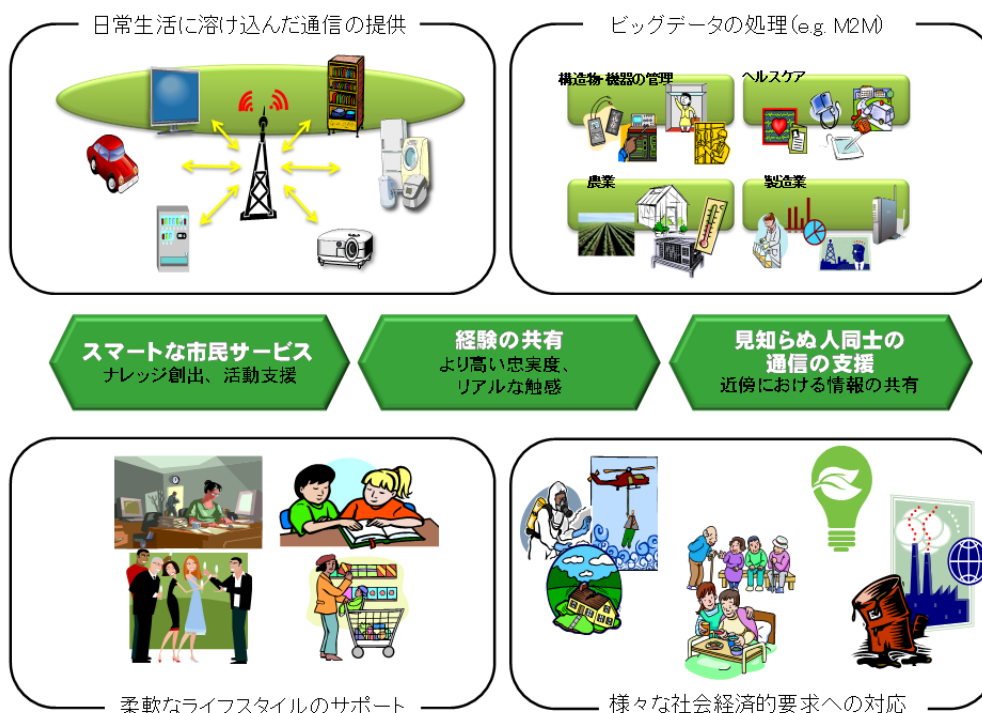 日常生活に溶け込んだ通信の提供
ビッグデータの処理(e.g. M2M)
構造物・機器の管理
ヘルスケア
農業
製造業
スマートな市民サービス
ナレッジ創出、活動支援
経験の共有
より高い忠実度、
リアルな触感
見知らぬ人同士の
通信の支援
近傍における情報の共有
柔軟なライフスタイルのサポート
様々な社会経済的要求への対応